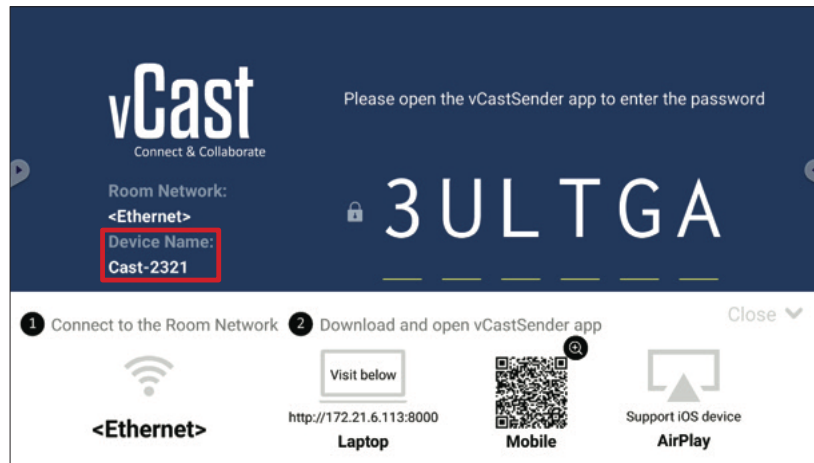 vCast
Connect & Collaborate
Please open the vCastSender app to enter the password
Room Network:
<Ethernet>
Device Name:
Cast-2321
3ULTGA
1 Connect to the Room Network
2 Download and open vCastSender app
Close
<Ethernet>
Visit below
http://172.21.6.113:8000
Laptop
Mobile
Support iOS device
AirPlay